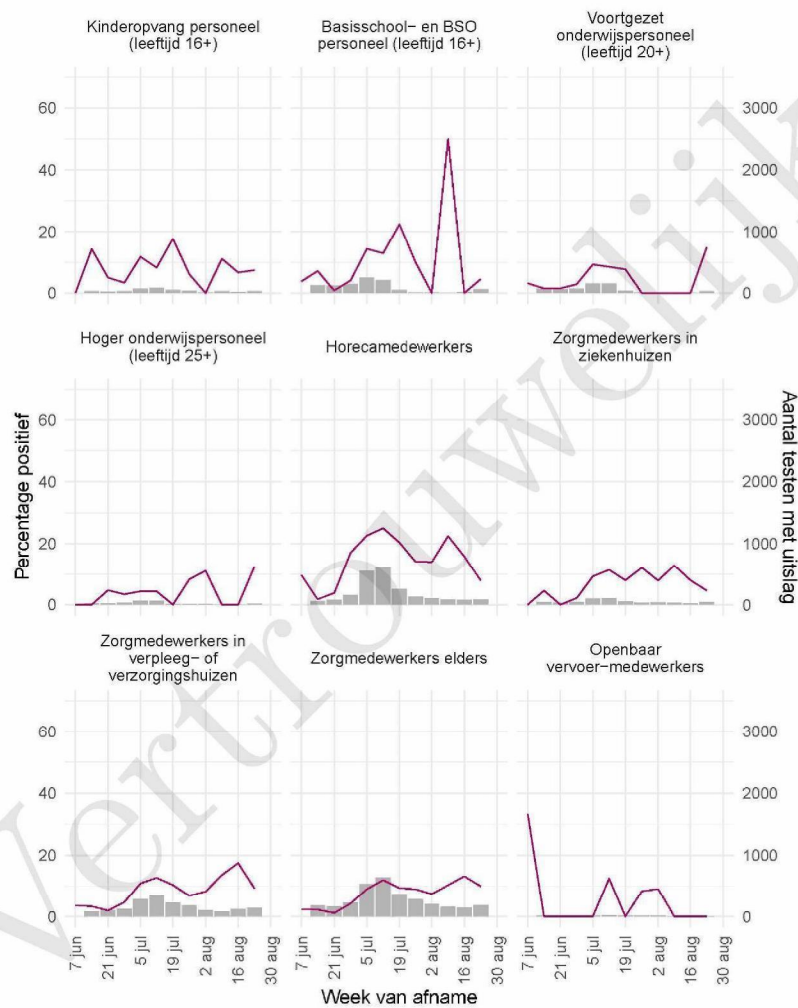 Kinderopvang personeel
(leeftijd 16+)
Basisschool– en BSO
personeel (leeftijd 16+)
Voortgezet
onderwijspersoneel
(leeftijd 20+)
60
40
20
0
3000
2000
1000
0
Hoger onderwijspersoneel
(leeftijd 25+)
Horecamedewerkers
Zorgmedewerkers in
ziekenhuizen
Percentage positief
60
40
20
0
3000
2000
1000
0
Aantal testen met uitslag
Zorgmedewerkers in
verpleeg– of
verzorgingshuizen
Zorgmedewerkers elders
Openbaar
vervoer–medewerkers
60
40
20
0
3000
2000
1000
0
7 jun
21 jun
5 jul
19 jul
2 aug
16 aug
30 aug
7 jun
21 jun
5 jul
19 jul
2 aug
16 aug
30 aug
7 jun
21 jun
5 jul
19 jul
2 aug
16 aug
30 aug
Week van afname
Vertrouwelijk